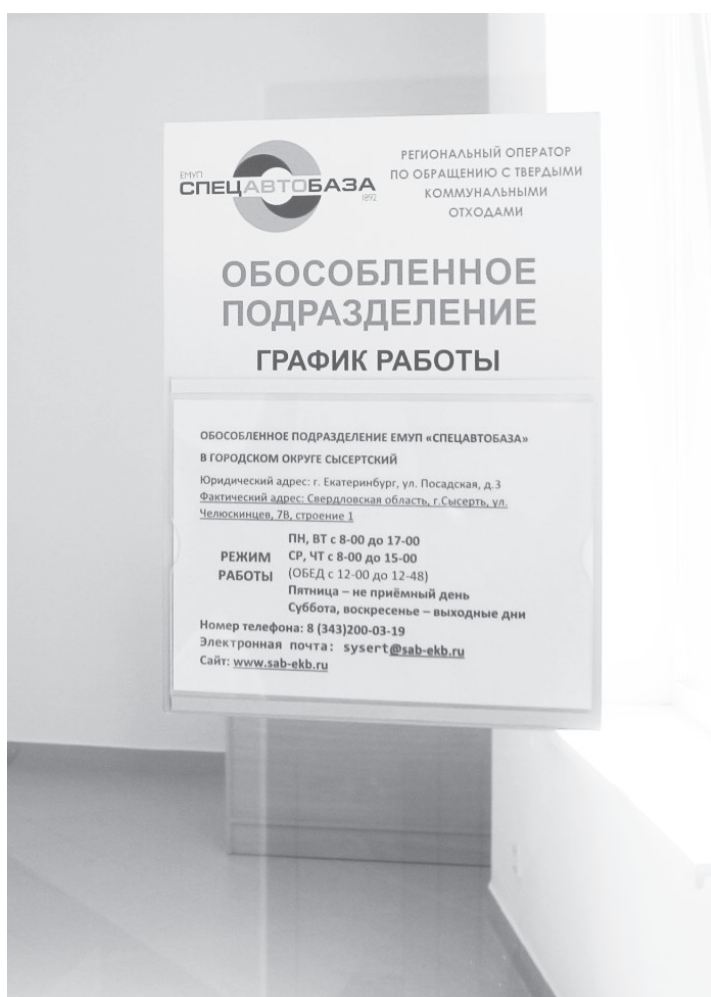 ЕМУП
СПЕЦАВТОБАЗА
1892
РЕГИОНАЛЬНЫЙ ОПЕРАТОР
ПО ОБРАЩЕНИЮ С ТВЕРДЫМИ
КОММУНАЛЬНЫМИ
ОТХОДАМИ
ОБОСОБЛЕННОЕ
ПОДРАЗДЕЛЕНИЕ
ГРАФИК РАБОТЫ
ОБОСОБЛЕННОЕ ПОДРАЗДЕЛЕНИЕ ЕМУП «СПЕЦАВТОБАЗА»
В ГОРОДСКОМ ОКРУГЕ СЫСЕРТСКИЙ
Юридический адрес: г. Екатеринбург, ул. Посадская, д.3
Фактический адрес: Свердловская область, г.Сысерть, ул.
Челюскинцев, 7В, строение 1
РЕЖИМ
РАБОТЫ
ПН, ВТ с 8-00 до 17-00
СР, ЧТ с 8-00 до 15-00
(ОБЕД с 12-00 до 12-48)
Пятница – не приёмный день
Суббота, воскресенье – выходные дни
Номер телефона: 8 (343)200-03-19
Электронная почта: sysert@sab-ekb.ru
Сайт: www.sab-ekb.ru